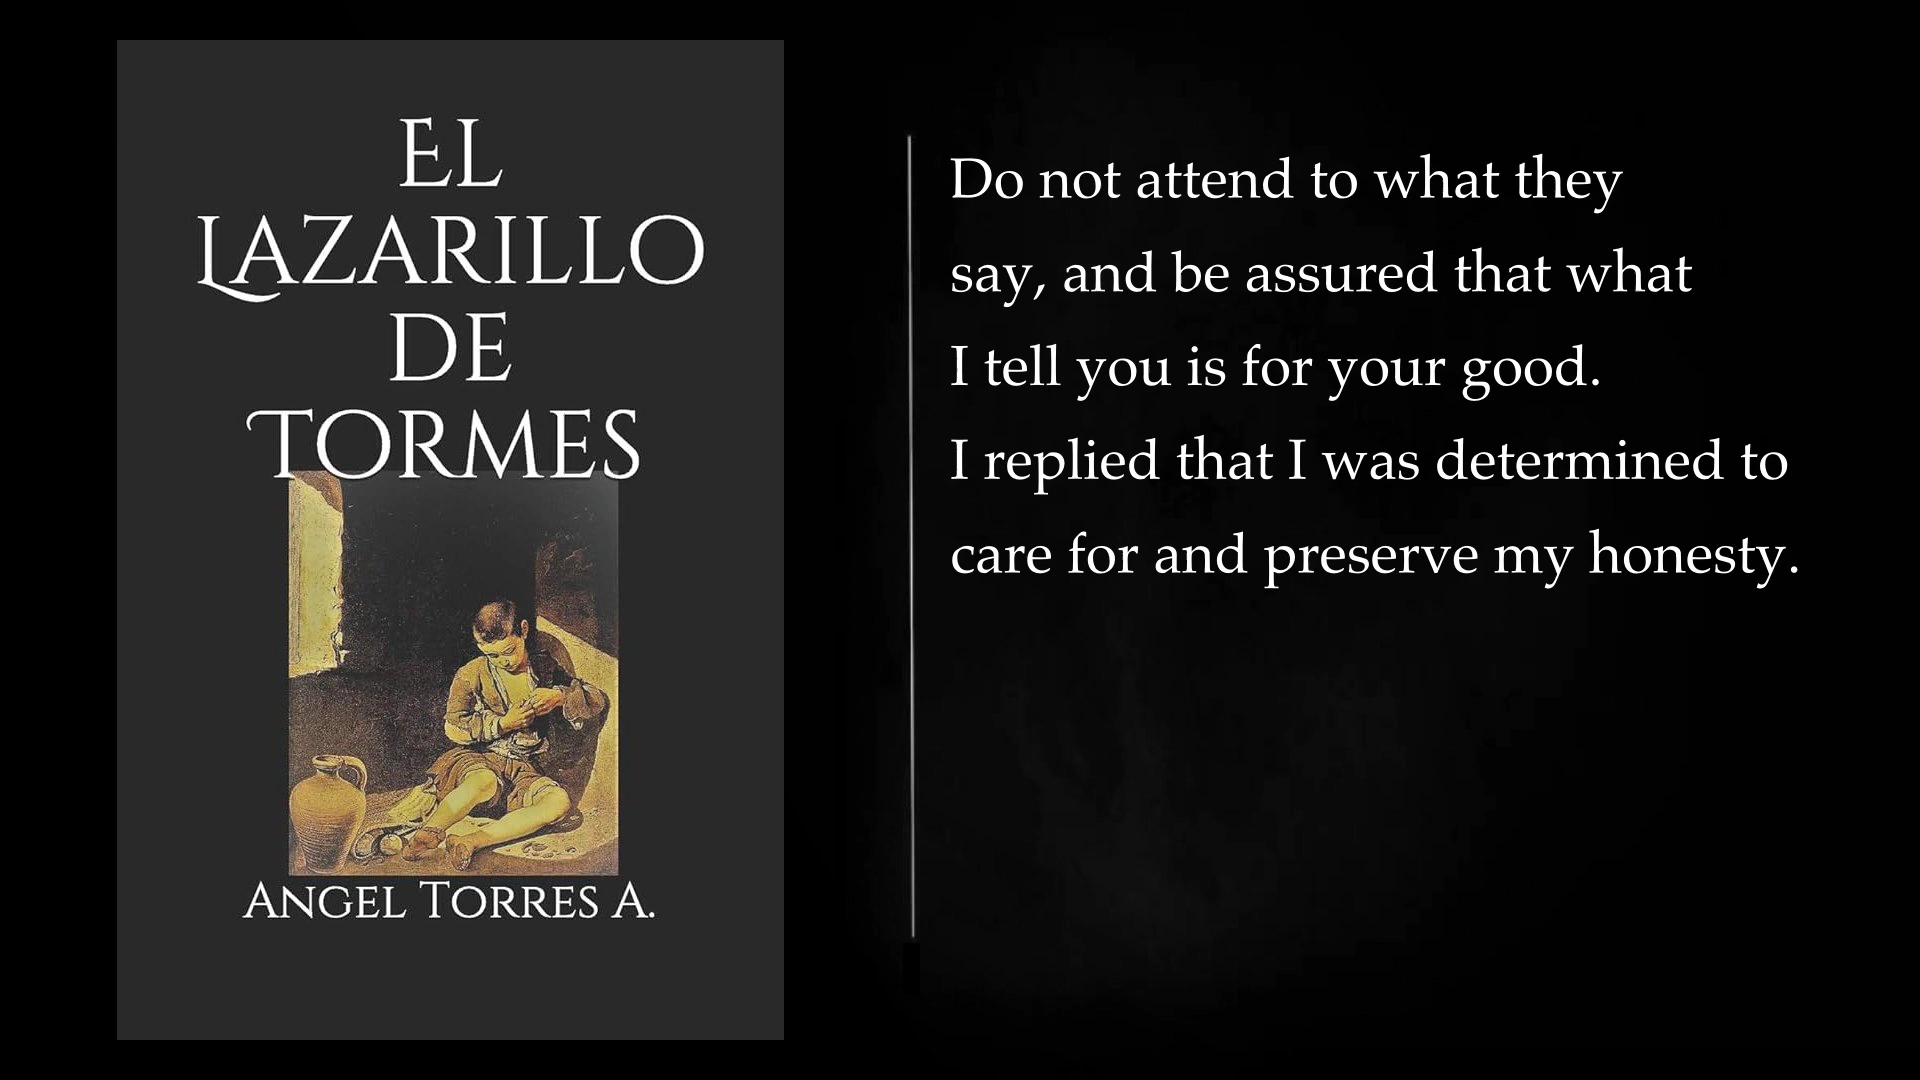 EL
LAZARILLO
DE
TORMES
ANGEL TORRES A.
Do not attend to what they
say, and be assured that what
I tell you is for your good.
I replied that I was determined to
care for and preserve my honesty.